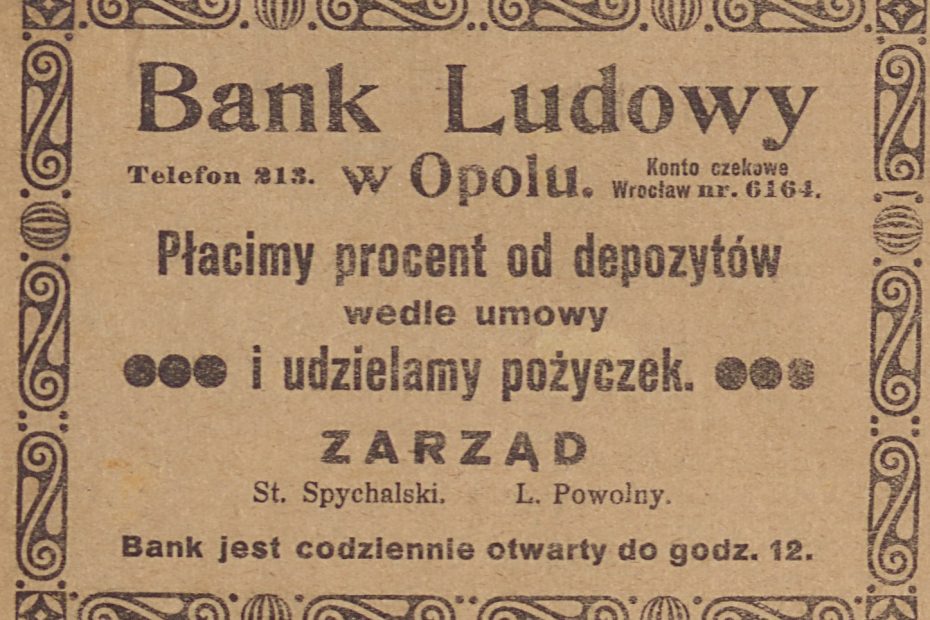 Bank Ludowy
Telefon 213. w Opolu. Konto czekowe
Wrocław nr. 6164.
Płacimy procent od depozytów
wedle umowy
i udzielamy pożyczek.
ZARZĄD
St. Spychalski. L. Powolny.
Bank jest codziennie otwarty do godz. 12.